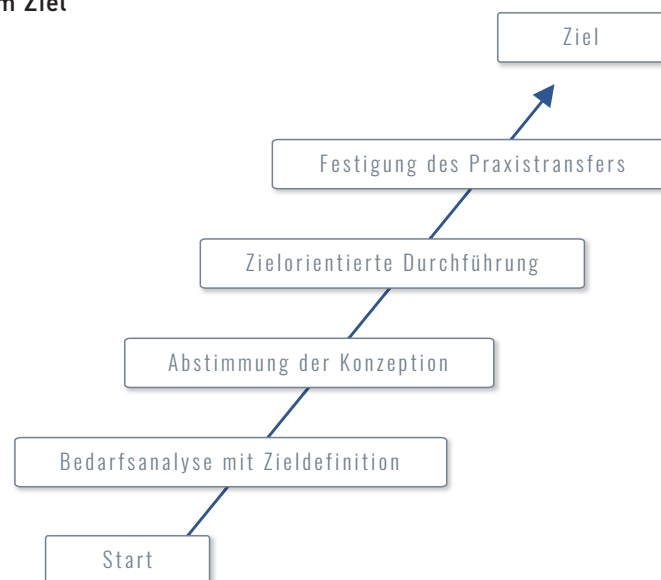 m Ziel
Ziel
Festigung des Praxistransfers
Zielorientierte Durchführung
Abstimmung der Konzeption
Bedarfsanalyse mit Zieldefinition
Start